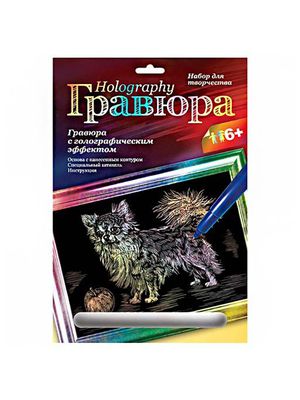 Holography
Набор для
творчества
Гравюра
6+
Гравюра
с голографическим
эффектом
Основа с нанесенным контуром
Специальный штихель
Инструкция